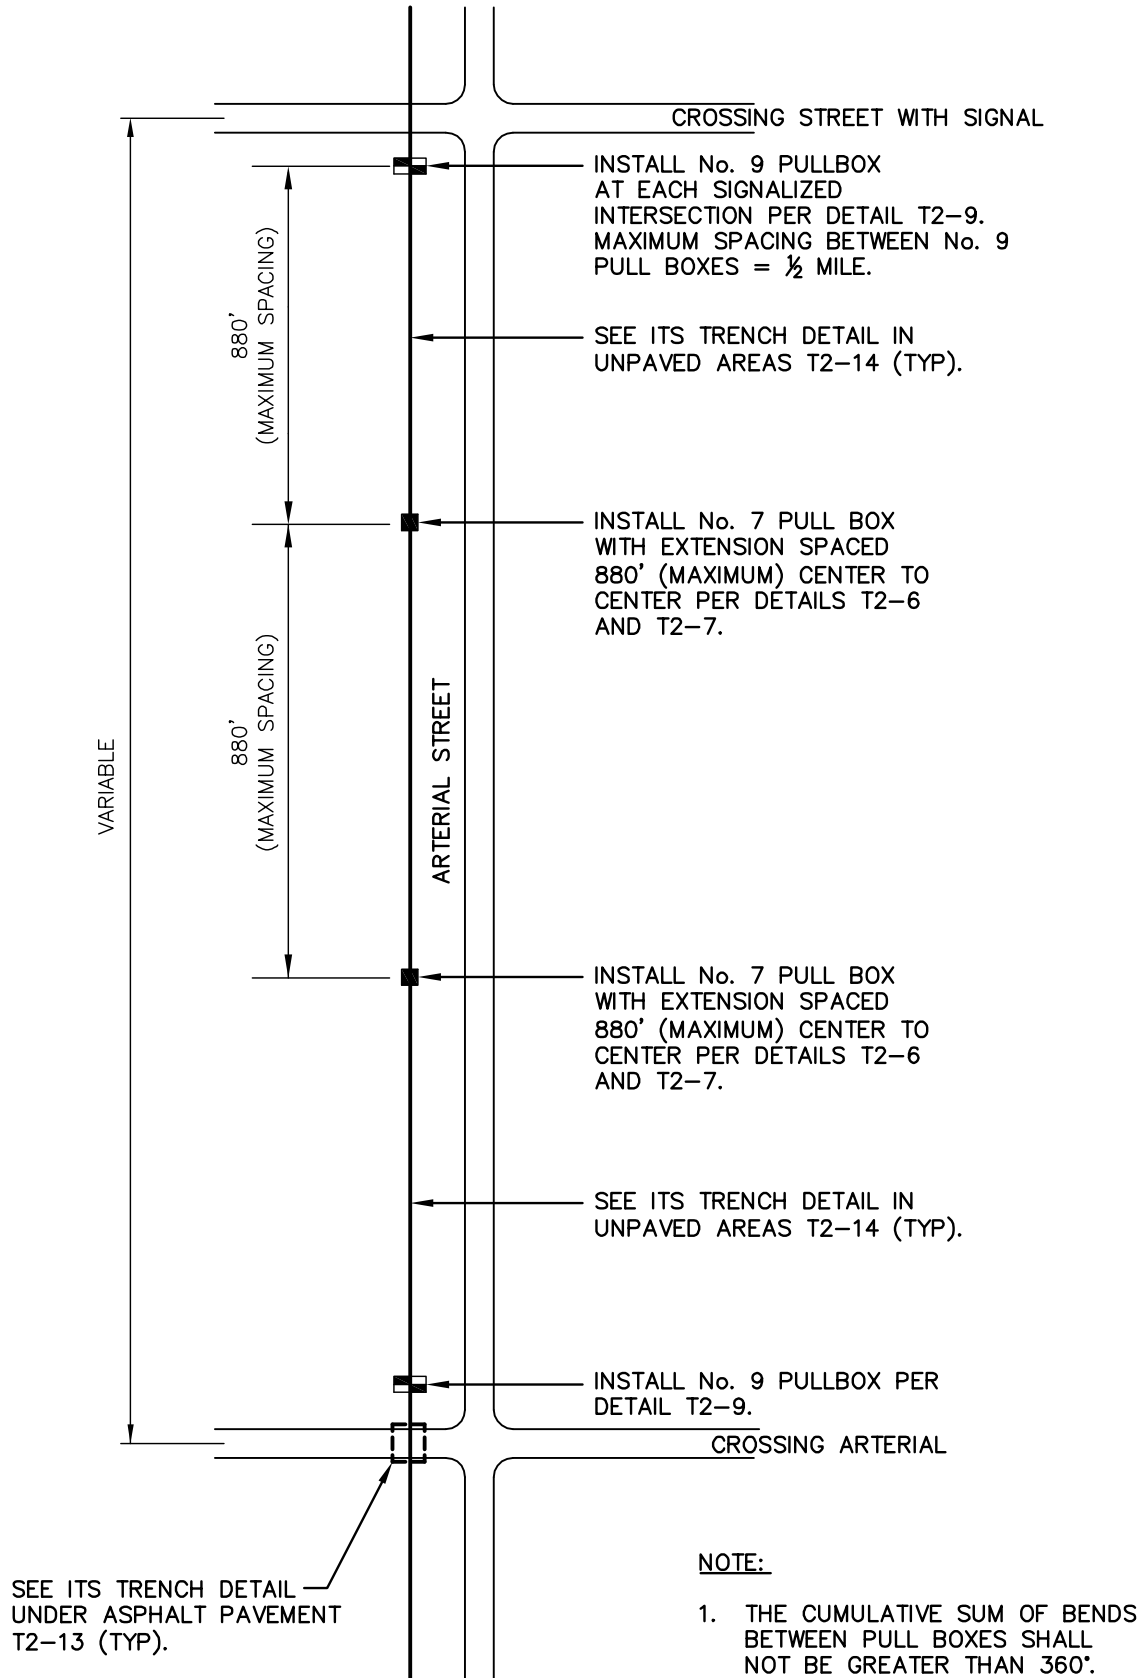 CROSSING STREET WITH SIGNAL
INSTALL No. 9 PULLBOX
AT EACH SIGNALIZED
INTERSECTION PER DETAIL T2-9.
MAXIMUM SPACING BETWEEN No. 9
PULL BOXES = ½ MILE.
880'
(MAXIMUM SPACING)
SEE ITS TRENCH DETAIL IN
UNPAVED AREAS T2-14 (TYP).
INSTALL No. 7 PULL BOX
WITH EXTENSION SPACED
880' (MAXIMUM) CENTER TO
CENTER PER DETAILS T2-6
AND T2-7.
880'
(MAXIMUM SPACING)
VARIABLE
ARTERIAL STREET
INSTALL No. 7 PULL BOX
WITH EXTENSION SPACED
880' (MAXIMUM) CENTER TO
CENTER PER DETAILS T2-6
AND T2-7.
SEE ITS TRENCH DETAIL IN
UNPAVED AREAS T2-14 (TYP).
INSTALL No. 9 PULLBOX PER
DETAIL T2-9.
CROSSING ARTERIAL
SEE ITS TRENCH DETAIL
UNDER ASPHALT PAVEMENT
T2-13 (TYP).
NOTE:
1. THE CUMULATIVE SUM OF BENDS
BETWEEN PULL BOXES SHALL
NOT BE GREATER THAN 360°.